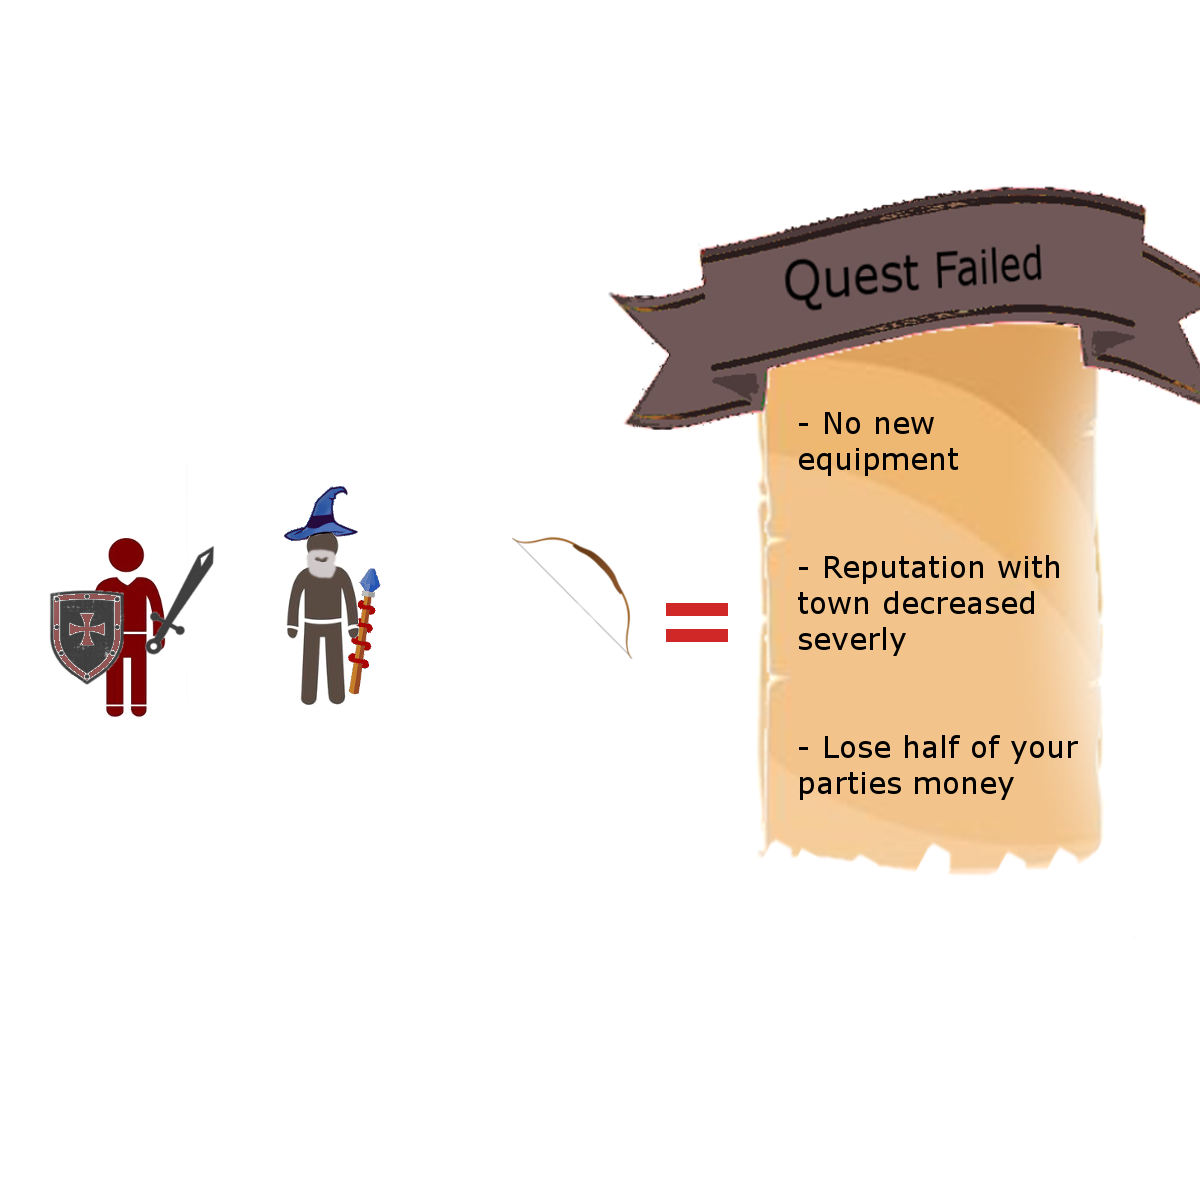 Quest Failed
- No new
equipment
- Reputation with
town decreased
severly
- Lose half of your
parties money